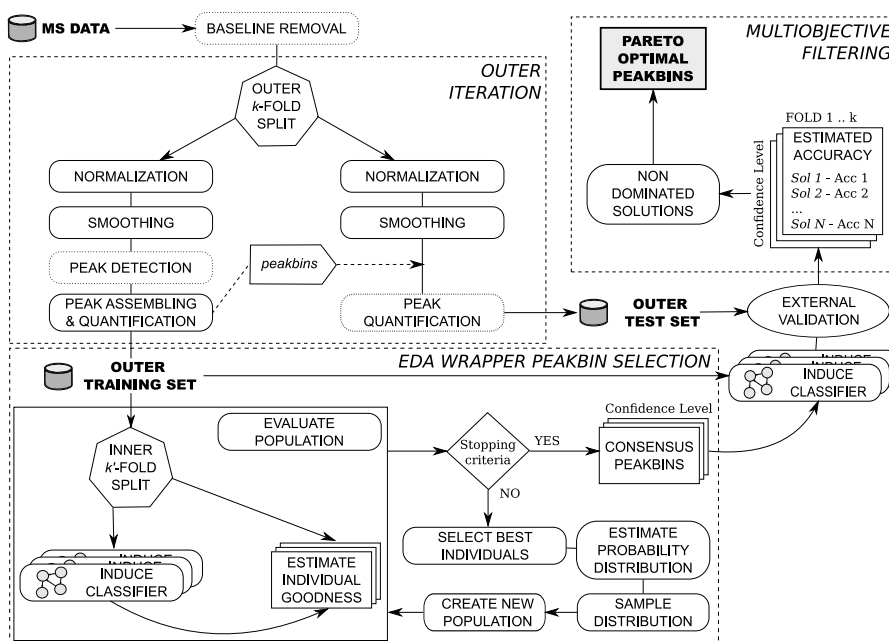 MS DATA
BASELINE REMOVAL
MULTIOBJECTIVE
FILTERING
OUTER
ITERATION
OUTER
k-FOLD
SPLIT
PARETO
OPTIMAL
PEAKBINS
NORMALIZATION
NORMALIZATION
SMOOTHING
SMOOTHING
PEAK DETECTION
peakbins
PEAK ASSEMBLING
& QUANTIFICATION
PEAK
QUANTIFICATION
FOLD 1 .. k
Confidence Level
ESTIMATED
ACCURACY
Sol 1 - Acc 1
Sol 2 - Acc 2
...
Sol N - Acc N
NON
DOMINATED
SOLUTIONS
OUTER
TEST SET
EXTERNAL
VALIDATION
OUTER
TRAINING SET
EDA WRAPPER PEAKBIN SELECTION
INDUCE
INDUCE
INDUCE
CLASSIFIER
EVALUATE
POPULATION
INNER
k'-FOLD
SPLIT
Stopping
criteria
YES
NO
Confidence Level
CONSENSUS
PEAKBINS
SELECT BEST
INDIVIDUALS
ESTIMATE
PROBABILITY
DISTRIBUTION
INDUCE
INDUCE
INDUCE
CLASSIFIER
ESTIMATE
INDIVIDUAL
GOODNESS
CREATE NEW
POPULATION
SAMPLE
DISTRIBUTION